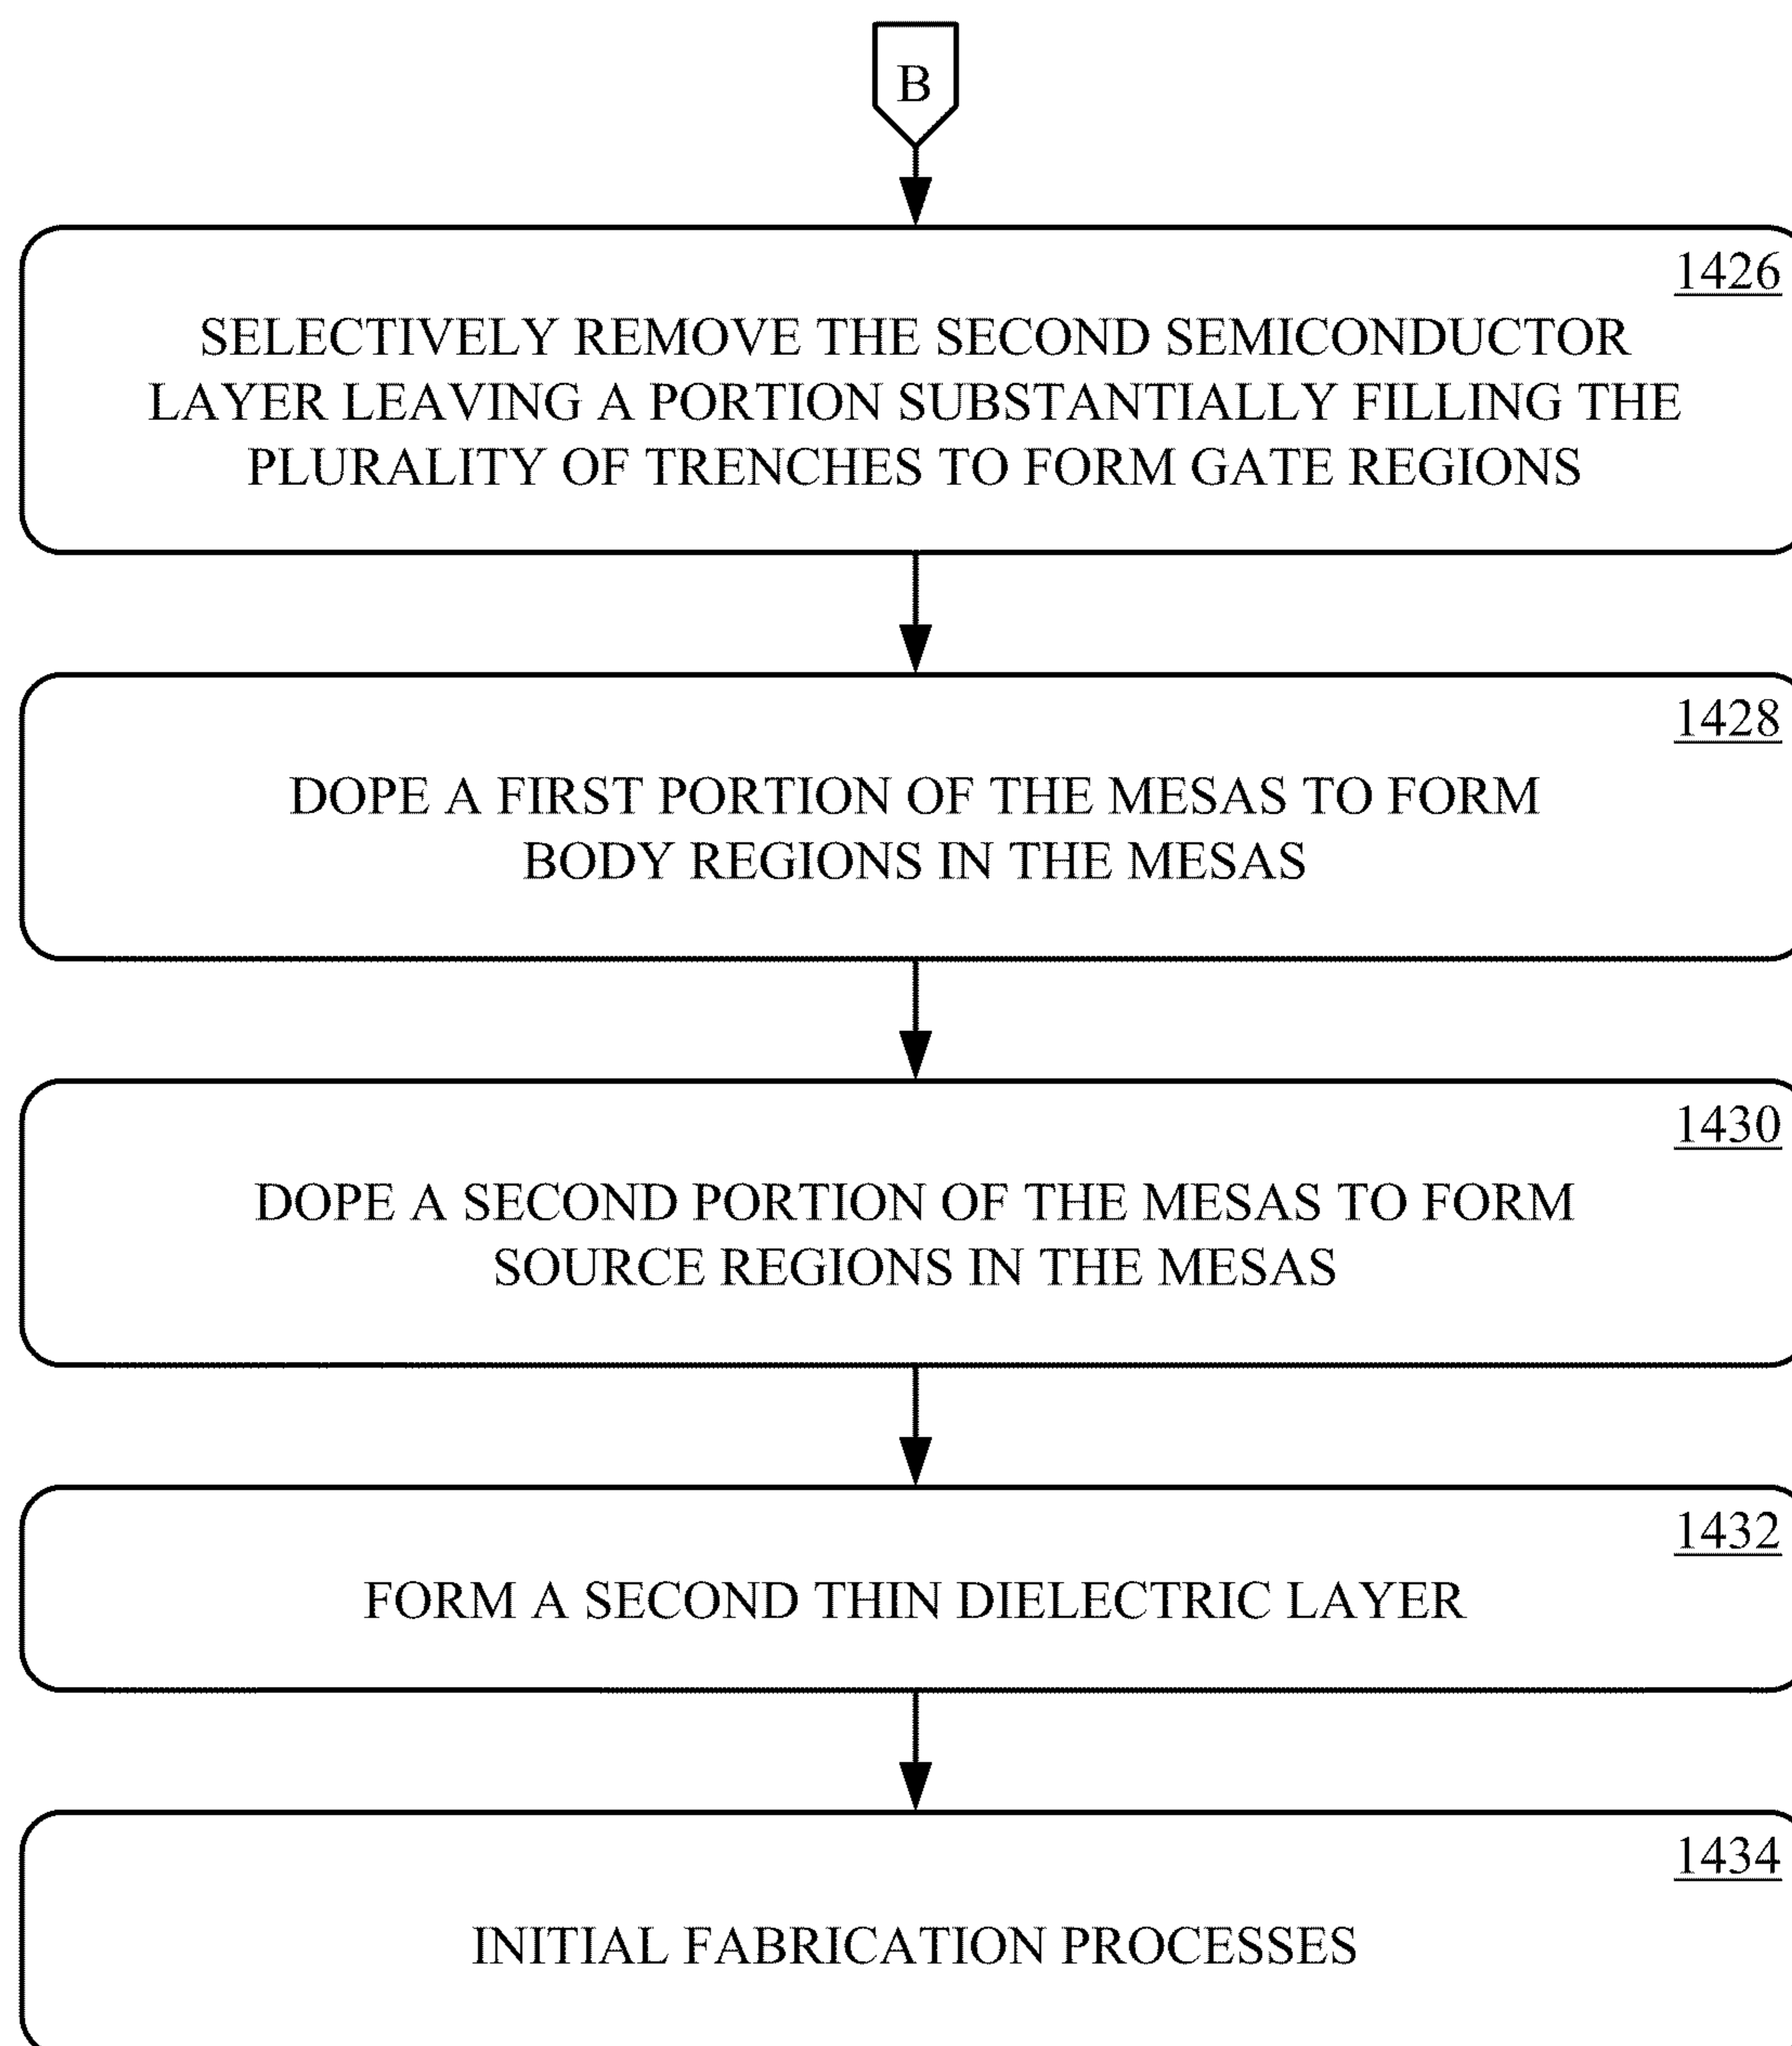 B
1426
SELECTIVELY REMOVE THE SECOND SEMICONDUCTOR
LAYER LEAVING A PORTION SUBSTANTIALLY FILLING THE
PLURALITY OF TRENCHES TO FORM GATE REGIONS
1428
DOPE A FIRST PORTION OF THE MESAS TO FORM
BODY REGIONS IN THE MESAS
1430
DOPE A SECOND PORTION OF THE MESAS TO FORM
SOURCE REGIONS IN THE MESAS
1432
FORM A SECOND THIN DIELECTRIC LAYER
1434
INITIAL FABRICATION PROCESSES